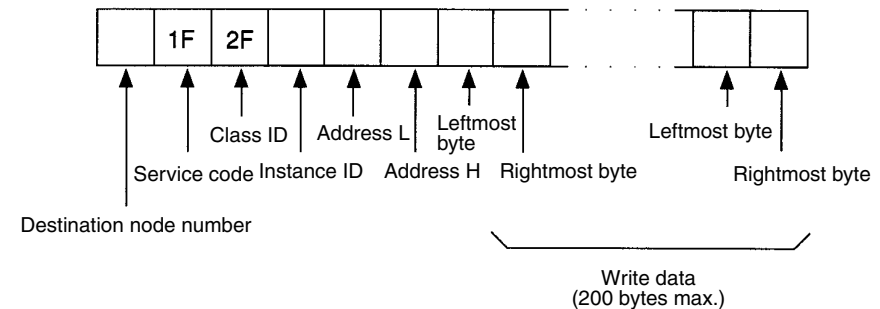 1F 2F
Class ID Address L Leftmost byte Leftmost byte
Service code Instance ID Address H Rightmost byte Rightmost byte
Destination node number
Write data
(200 bytes max.)